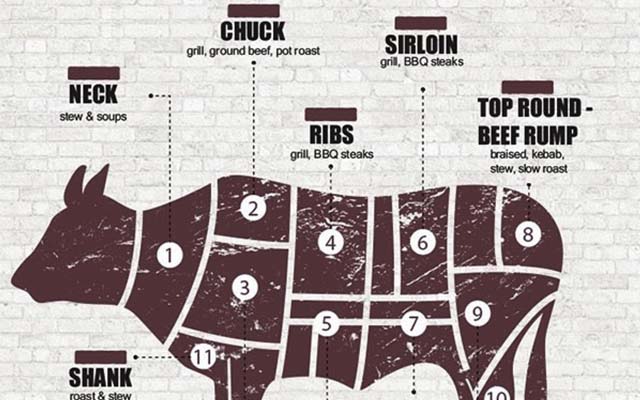 CHUCK
grill, ground beef, pot roast
SIRLOIN
grill, BBQ steaks
NECK
stew & soups
RIBS
grill, BBQ steaks
TOP ROUND -
BEEF RUMP
braised, kebab,
stew, slow roast
1
2
3
4
5
6
7
8
9
10
11
SHANK
roast & stew